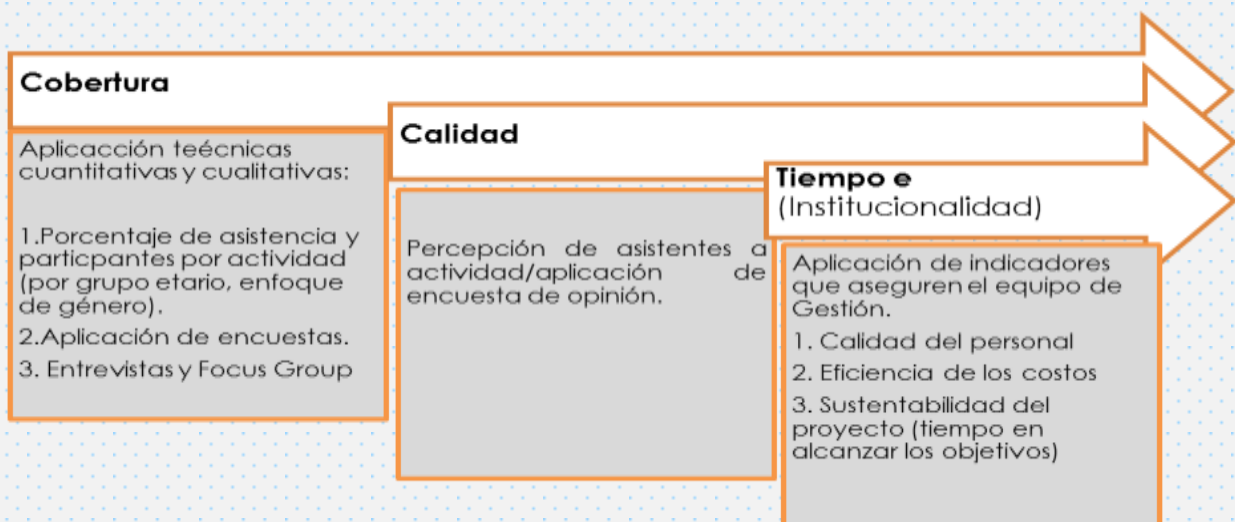 Cobertura
Aplicacción teécnicas
cuantitativas y cualitativas:
1.Porcentaje de asistencia y
particpantes por actividad
(por grupo etario, enfoque
de género).
2.Aplicación de encuestas.
3. Entrevistas y Focus Group
Calidad
Percepción de asistentes a
actividad/aplicación de
encuesta de opinión.
Tiempo e
(Institucionalidad)
Aplicación de indicadores
que aseguren el equipo de
Gestión.
1. Calidad del personal
2. Eficiencia de los costos
3. Sustentabilidad del
proyecto (tiempo en
alcanzar los objetivos)